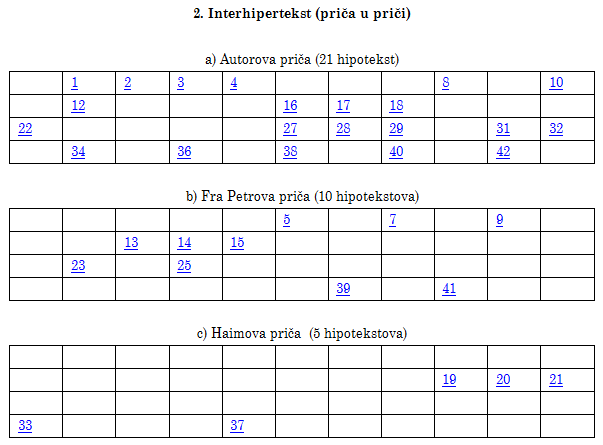 2. Interhipertekst (priča u priči)
a) Autorova priča (21 hipotekst)
1 2 3 4 8 10
12 16 17 18
22 27 28 29 31 32
34 36 38 40 42
b) Fra Petrova priča (10 hipotekstova)
5 7 9
13 14 15
23 25
39 41
c) Haimova priča (5 hipotekstova)
19 20 21
33 37